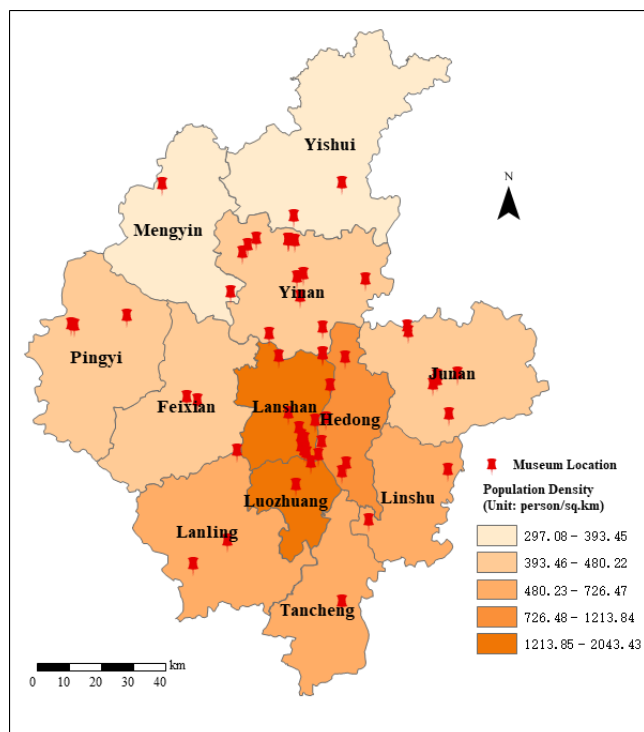 Yishui
N
Mengyin
Yinan
Pingyi
Junan
Feixian
Lanshan
Hedong
Museum Location
Population Density
(Unit: person/sq.km)
Luozhuang
Linshu
Lanling
297.08 - 393.45
393.46 - 480.22
480.23 - 726.47
Tancheng
726.48 - 1213.84
1213.85 - 2043.43
km
0 10 20 30 40